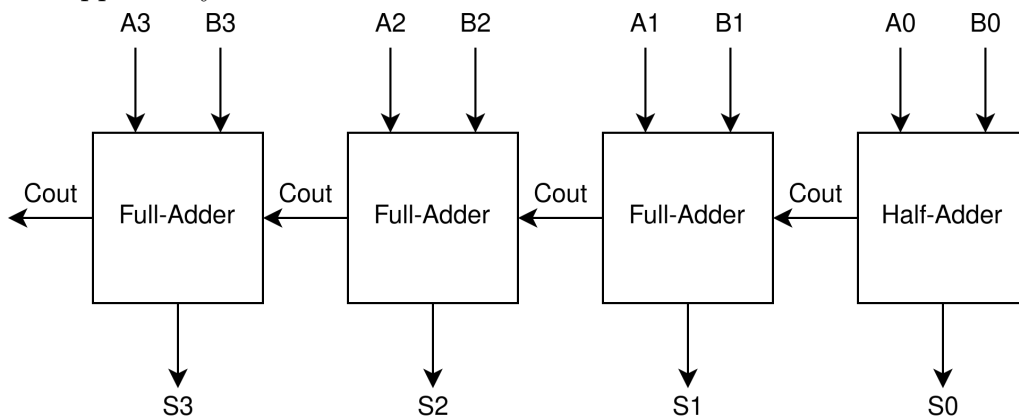 A3 B3 A2 B2 A1 B1 A0 B0
Cout Cout Cout Cout
Full-Adder Full-Adder Full-Adder Half-Adder
S3 S2 S1 S0